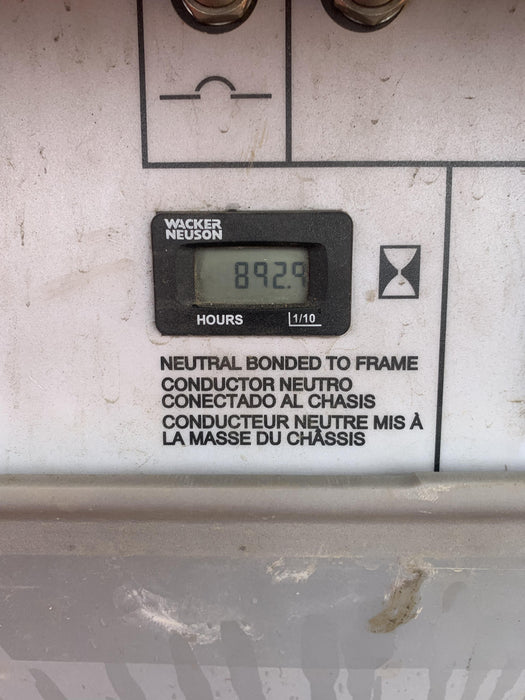 WACKER
NEUSON
892.9
HOURS 1/10
NEUTRAL BONDED TO FRAME
CONDUCTOR NEUTRO
CONECTADO AL CHASIS
CONDUCTEUR NEUTRE MIS À
LA MASSE DU CHÂSSIS